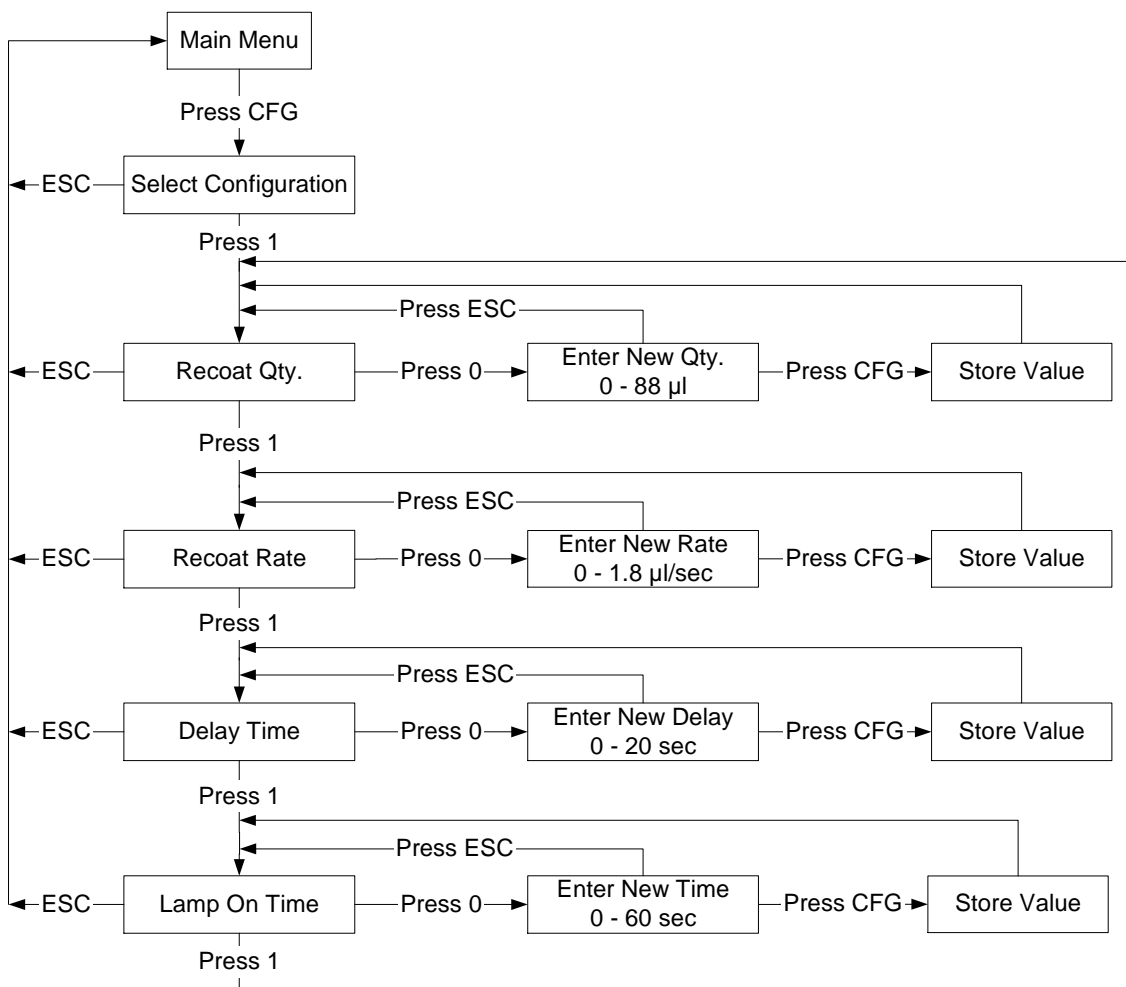 Main Menu
Press CFG
ESC
Select Configuration
Press 1
Press ESC
ESC
Recoat Qty.
Press 0
Enter New Qty.
0 - 88 µl
Press CFG
Store Value
Press 1
Press ESC
ESC
Recoat Rate
Press 0
Enter New Rate
0 - 1.8 µl/sec
Press CFG
Store Value
Press 1
Press ESC
ESC
Delay Time
Press 0
Enter New Delay
0 - 20 sec
Press CFG
Store Value
Press 1
Press ESC
ESC
Lamp On Time
Press 0
Enter New Time
0 - 60 sec
Press CFG
Store Value
Press 1